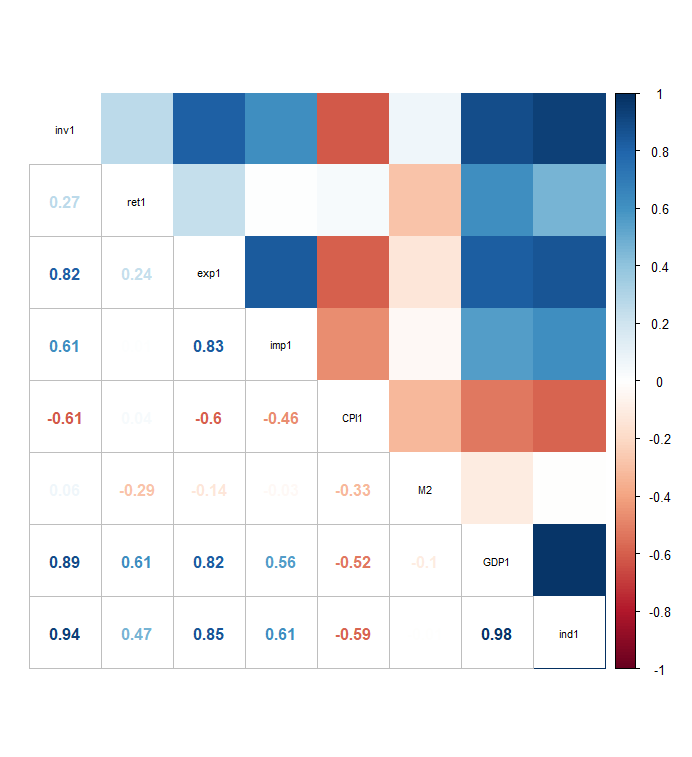 1
inv1
0.8
0.27 ret1
0.6
0.82 0.24 exp1
0.4
0.61 0.83 imp1
0.2
0
-0.61 0.04 -0.6 -0.46 CPI1
-0.2
0.06 -0.29 -0.14 -0.03 -0.33 M2
-0.4
0.89 0.61 0.82 0.56 -0.52 -0.1 GDP1
-0.6
0.94 0.47 0.85 0.61 -0.59 0.98 ind1
-0.8
-1